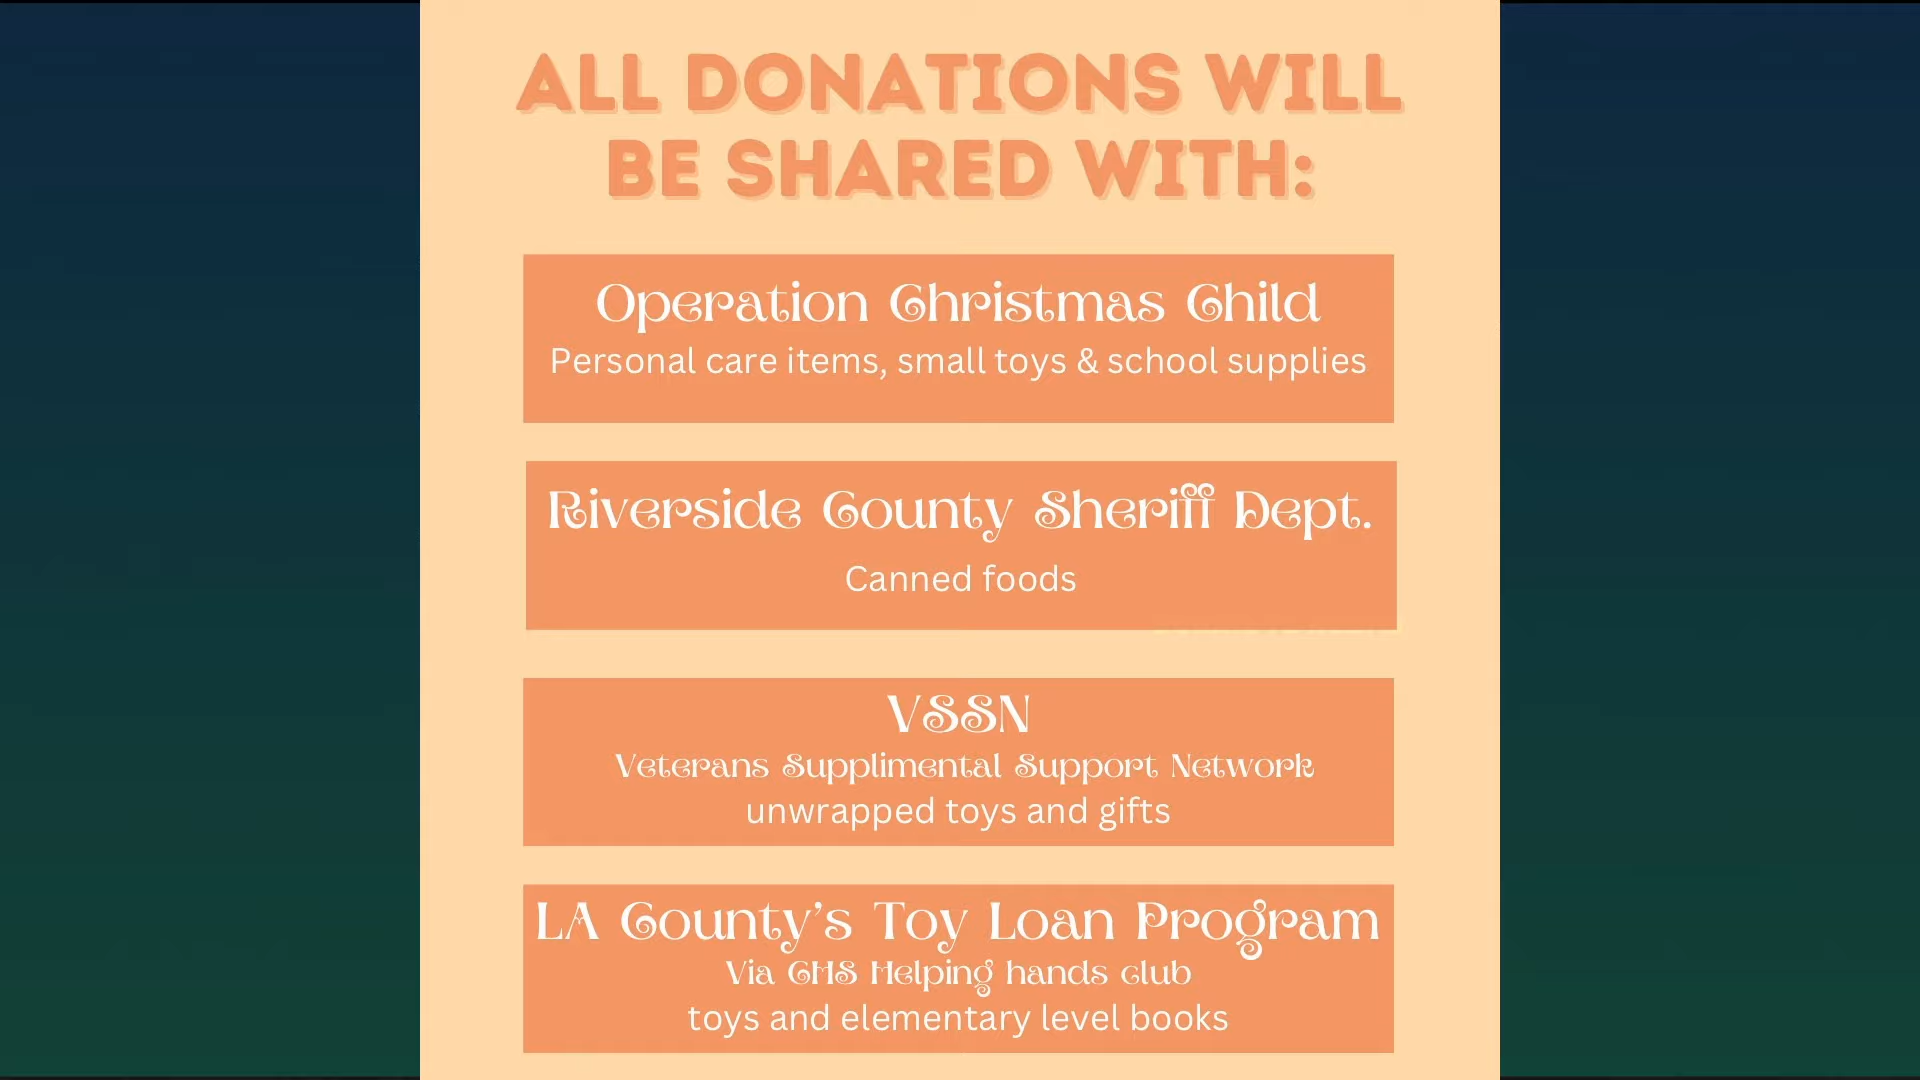 ALL DONATIONS WILL
BE SHARED WITH:
Operation Christmas Child
Personal care items, small toys & school supplies
Riverside County Sheriff Dept.
Canned foods
VSSN
Veterans Supplimental Support Network
unwrapped toys and gifts
LA County's Toy Loan Program
Via CHS Helping hands club
toys and elementary level books